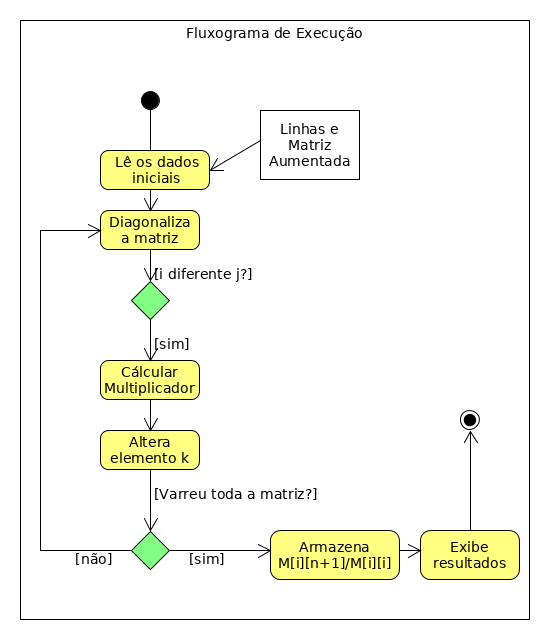 Fluxograma de Execução
Linhas e
Matriz
Aumentada
Lê os dados
iniciais
Diagonaliza
a matriz
[i diferente j?]
[sim]
Cálcular
Multiplicador
Altera
elemento k
[Varreu toda a matriz?]
[não]
[sim]
Armazena
M[i][n+1]/M[i][i]
Exibe
resultados